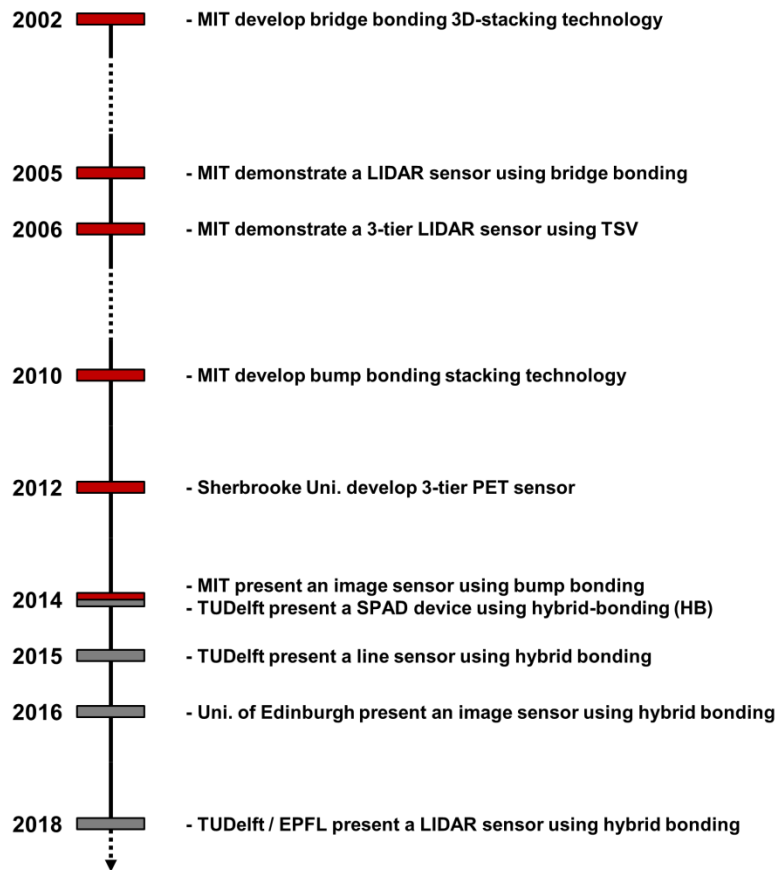 2002 - MIT develop bridge bonding 3D-stacking technology
2005 - MIT demonstrate a LIDAR sensor using bridge bonding
2006 - MIT demonstrate a 3-tier LIDAR sensor using TSV
2010 - MIT develop bump bonding stacking technology
2012 - Sherbrooke Uni. develop 3-tier PET sensor
2014 - MIT present an image sensor using bump bonding
- TUDelft present a SPAD device using hybrid-bonding (HB)
2015 - TUDelft present a line sensor using hybrid bonding
2016 - Uni. of Edinburgh present an image sensor using hybrid bonding
2018 - TUDelft / EPFL present a LIDAR sensor using hybrid bonding